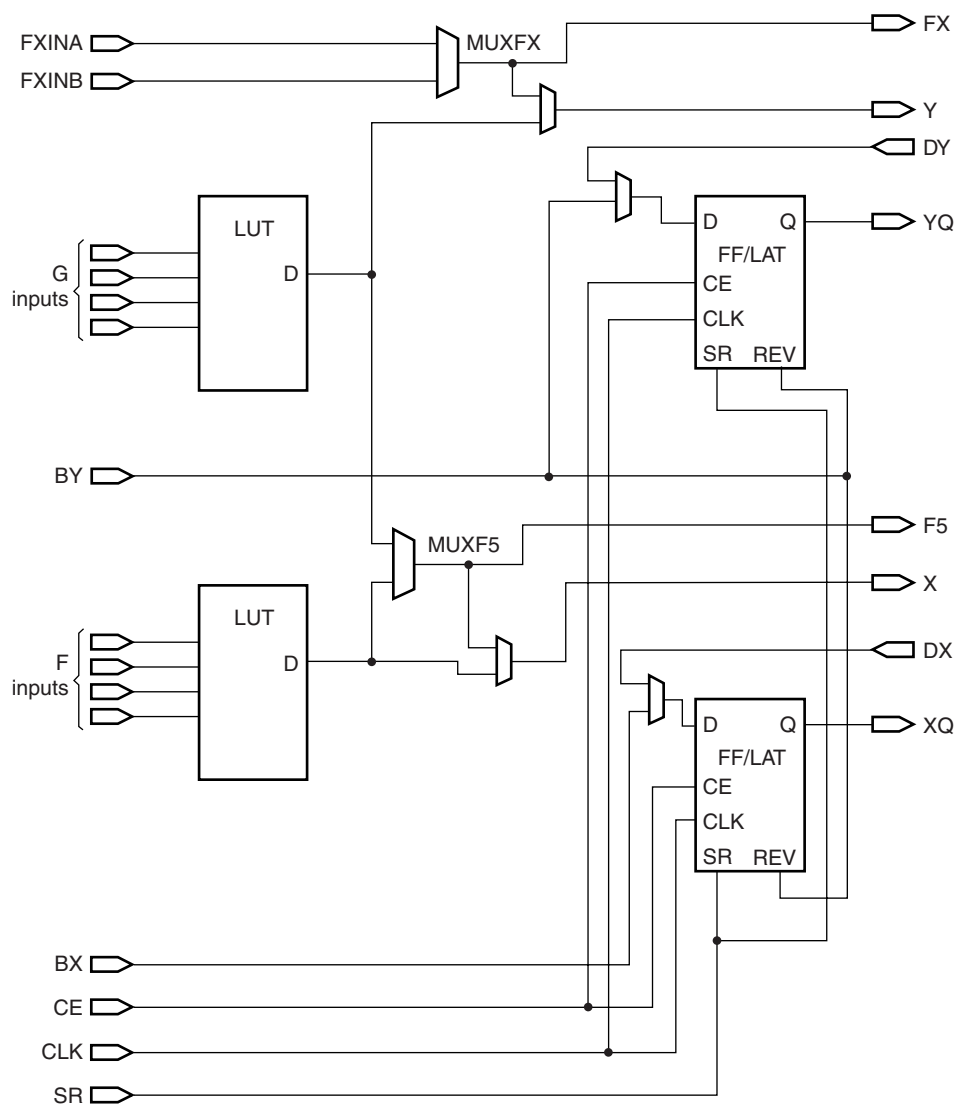 FXINA
FXINB
MUXFX
FX
Y
DY
LUT
D
G
inputs
D
Q
FF/LAT
CE
CLK
SR
REV
YQ
BY
MUXF5
F5
X
LUT
D
F
inputs
DX
D
Q
FF/LAT
CE
CLK
SR
REV
XQ
BX
CE
CLK
SR